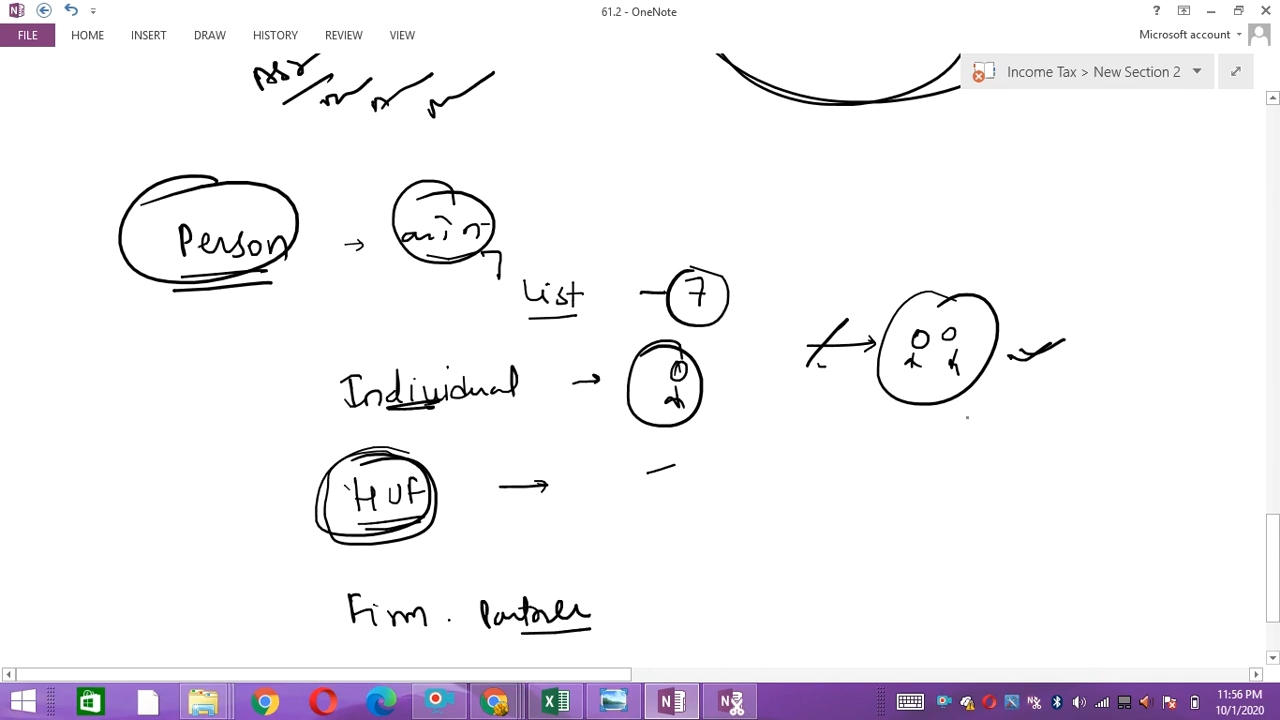 61.2 - OneNote
FILE HOME INSERT DRAW HISTORY REVIEW VIEW
Microsoft account
Income Tax > New Section 2
Person →
List - 7
Individual →
HUF →
Firm. Partner
11:56 PM
10/1/2020